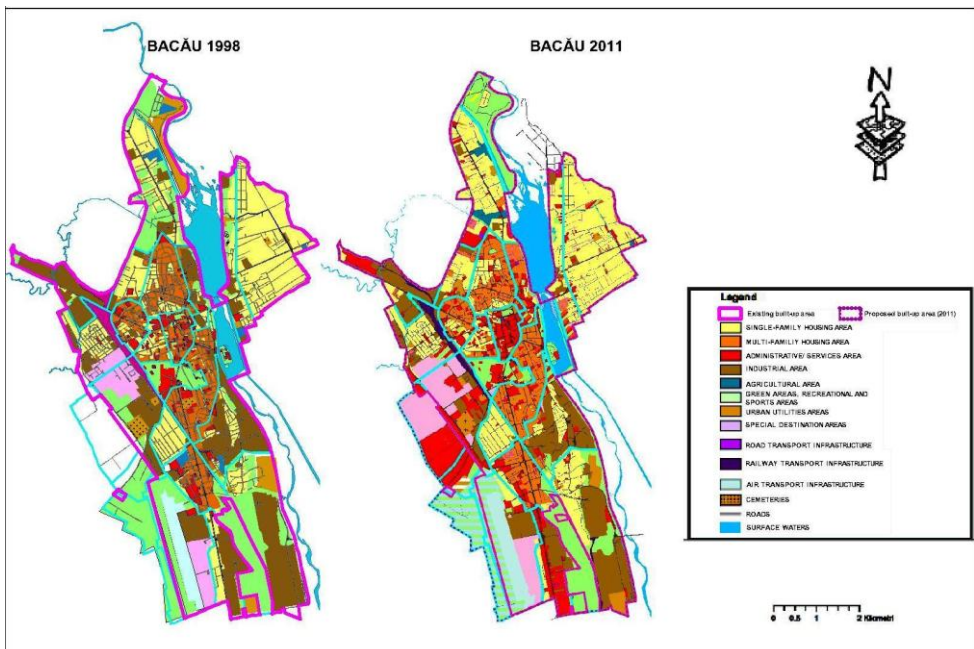 BACĂU 1998
BACĂU 2011
N
Legend
Existing built-up area
Proposed built-up area (2011)
SINGLE-FAMILY HOUSING AREA
MULTI-FAMILIY HOUSING AREA
ADMINISTRATIVE/ SERVICES AREA
INDUSTRIAL AREA
AGRICULTURAL AREA
GREEN AREAS, RECREATIONAL AND
SPORTS AREAS
URBAN UTILITIES AREAS
SPECIAL DESTINATION AREAS
ROAD TRANSPORT INFRASTRUCTURE
RAILWAY TRANSPORT INFRASTRUCTURE
AIR TRANSPORT INFRASTRUCTURE
CEMETERIES
ROADS
SURFACE WATERS
0 0.5 1 2 Kilometri